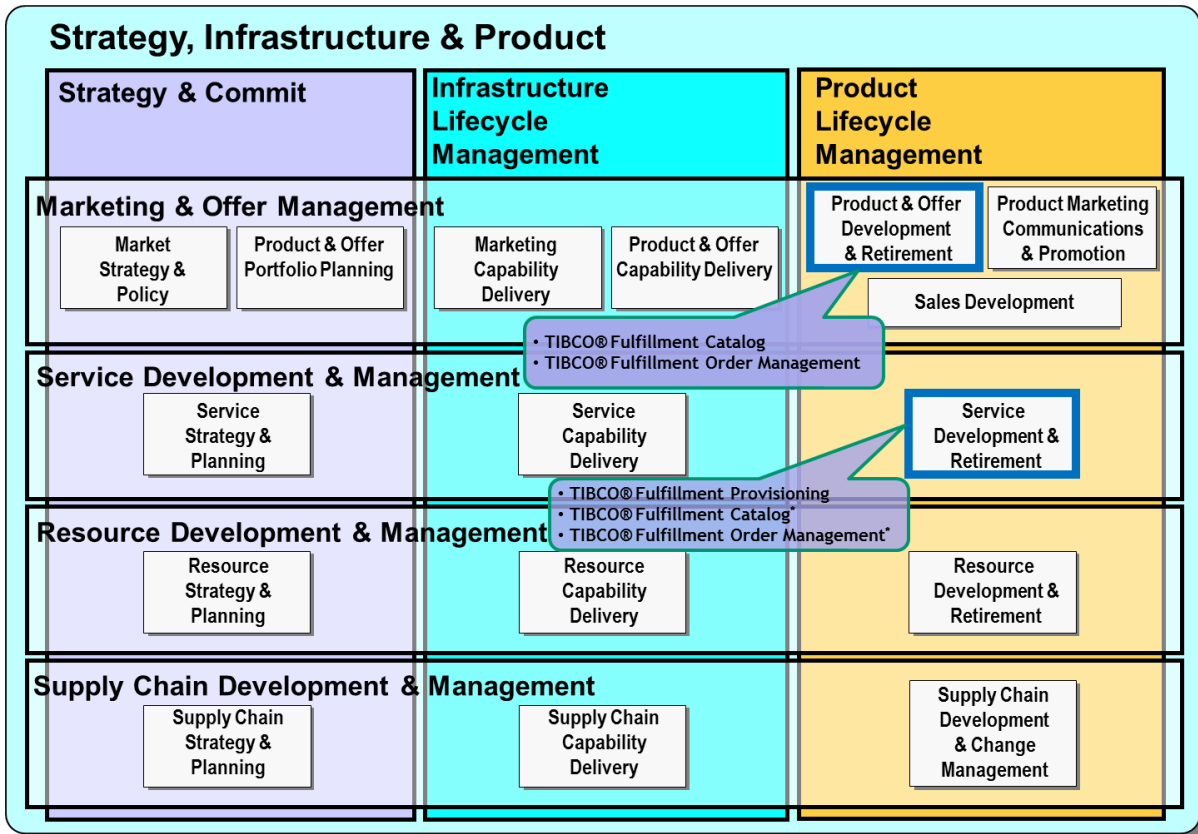 Strategy, Infrastructure & Product
Strategy & Commit
Infrastructure
Lifecycle
Management
Product
Lifecycle
Management
Marketing & Offer Management
Market
Strategy &
Policy
Product & Offer
Portfolio Planning
Marketing
Capability
Delivery
Product & Offer
Capability Delivery
Product & Offer
Development
& Retirement
Product Marketing
Communications
& Promotion
Sales Development
• TIBCO® Fulfillment Catalog
• TIBCO® Fulfillment Order Management
Service Development & Management
Service
Strategy &
Planning
Service
Capability
Delivery
Service
Development &
Retirement
• TIBCO® Fulfillment Provisioning
• TIBCO® Fulfillment Catalog*
• TIBCO® Fulfillment Order Management*
Resource Development & Management
Resource
Strategy &
Planning
Resource
Capability
Delivery
Resource
Development &
Retirement
Supply Chain Development & Management
Supply Chain
Strategy &
Planning
Supply Chain
Capability
Delivery
Supply Chain
Development
& Change
Management